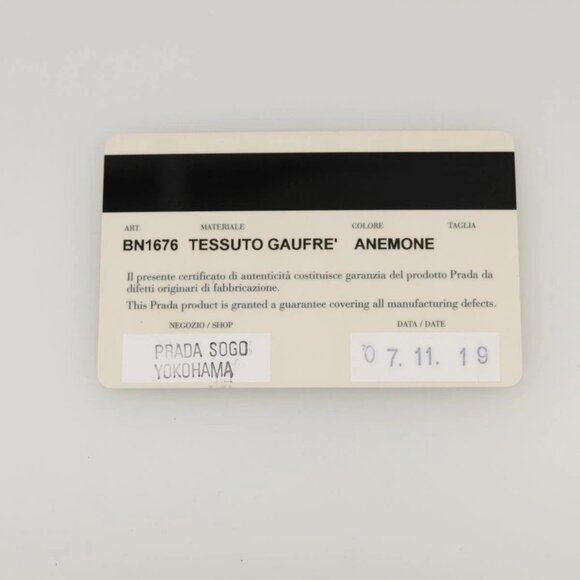 ART. MATERIALE COLORE TAGLIA
BN1676 TESSUTO GAUFRE' ANEMONE
Il presente certificato di autenticità costituisce garanzia del prodotto Prada da
difetti originari di fabbricazione.
This Prada product is granted a guarantee covering all manufacturing defects.
NEGOZIO / SHOP DATA / DATE
PRADA SOGO '07.11.19
YOKOHAMA